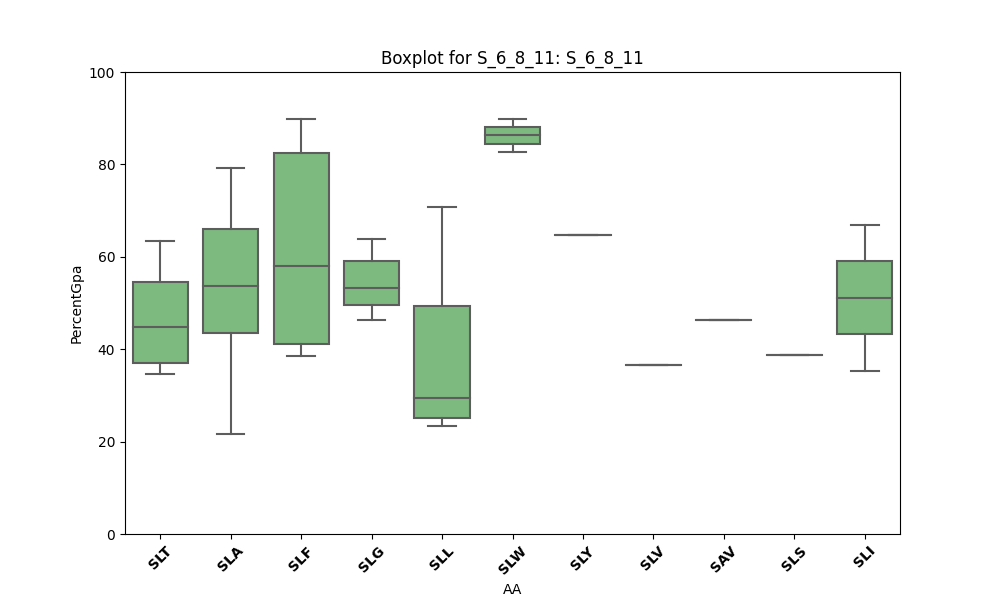 Boxplot for S_6_8_11: S_6_8_11
100
80
60
40
20
0
PercentGpa
SLT SLA SLF SLG SLL SLW SLY SLV SAV SLS SLI
AA